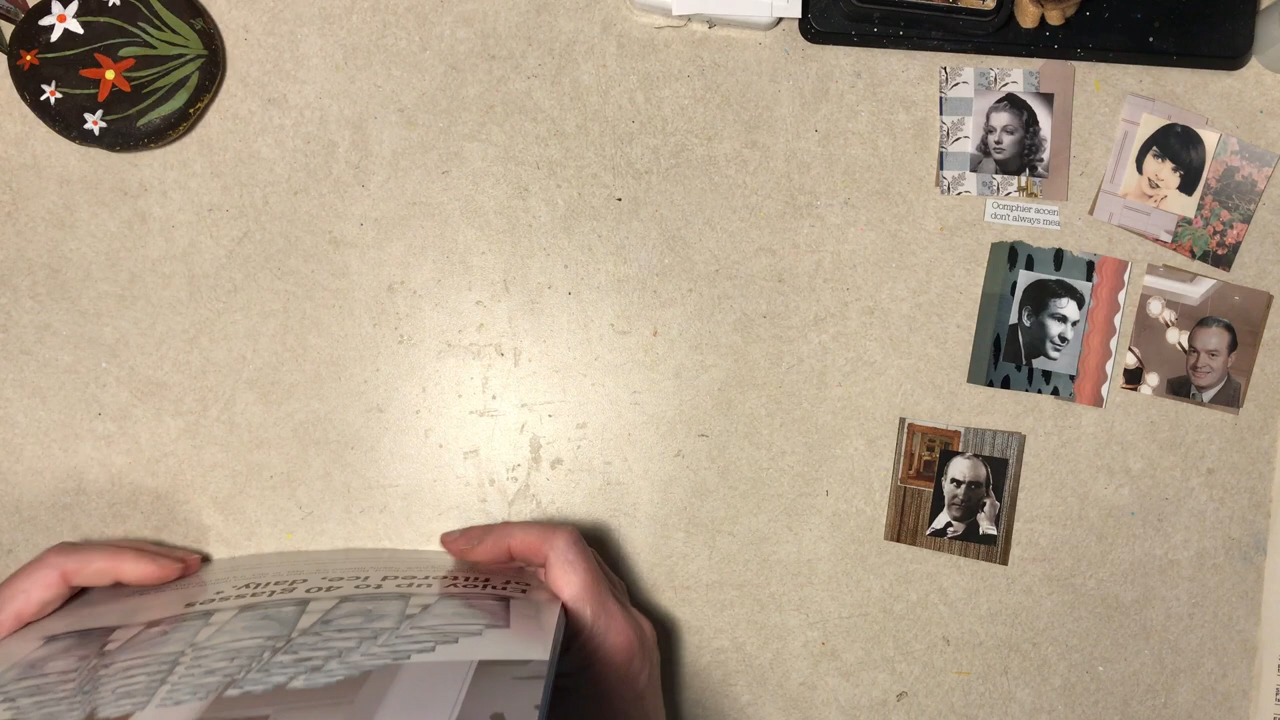 Oomphier accen
don't always mea
Enjoy up to 40 glasses
of filtered ice, daily.*